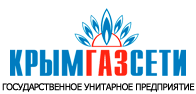 КРЫМГАЗСЕТИ
ГОСУДАРСТВЕННОЕ УНИТАРНОЕ ПРЕДПРИЯТИЕ